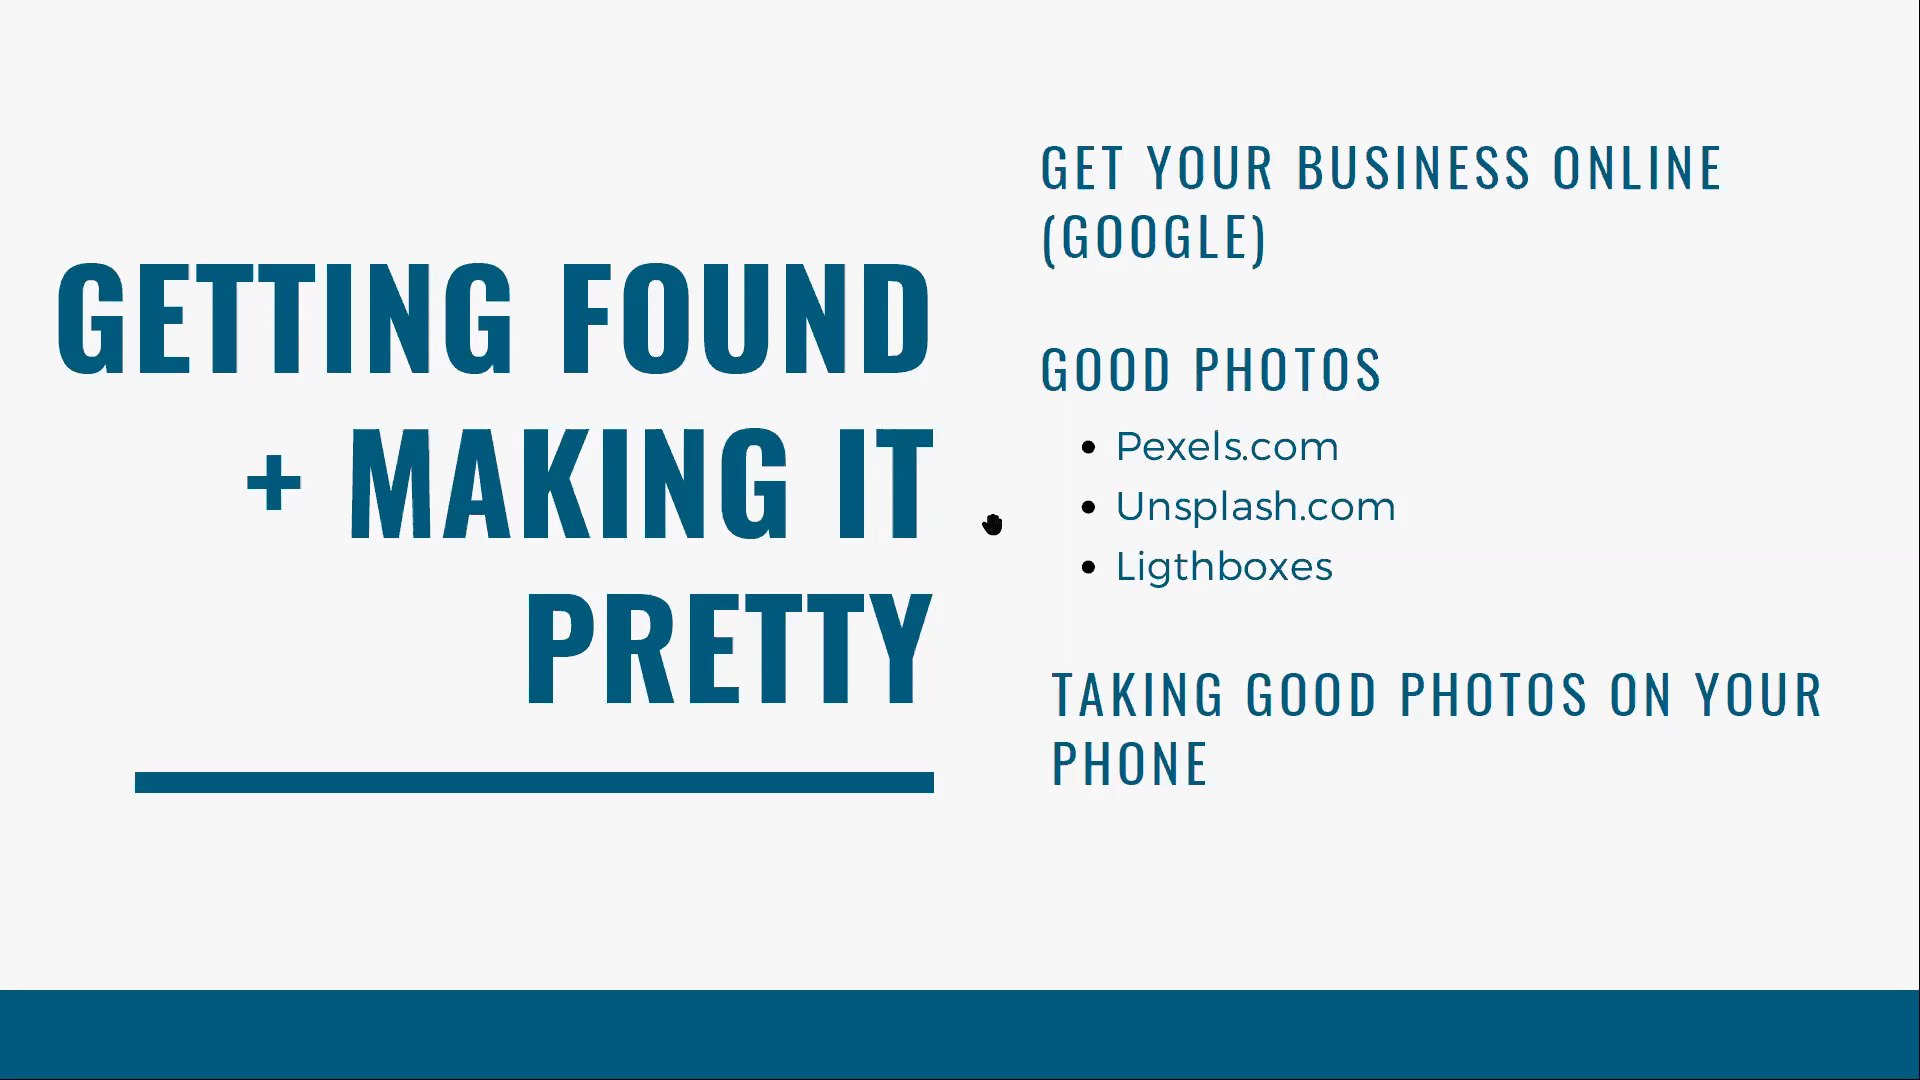 GETTING FOUND
+ MAKING IT
PRETTY
GET YOUR BUSINESS ONLINE
(GOOGLE)
GOOD PHOTOS
• Pexels.com
• Unsplash.com
• Ligthboxes
TAKING GOOD PHOTOS ON YOUR
PHONE